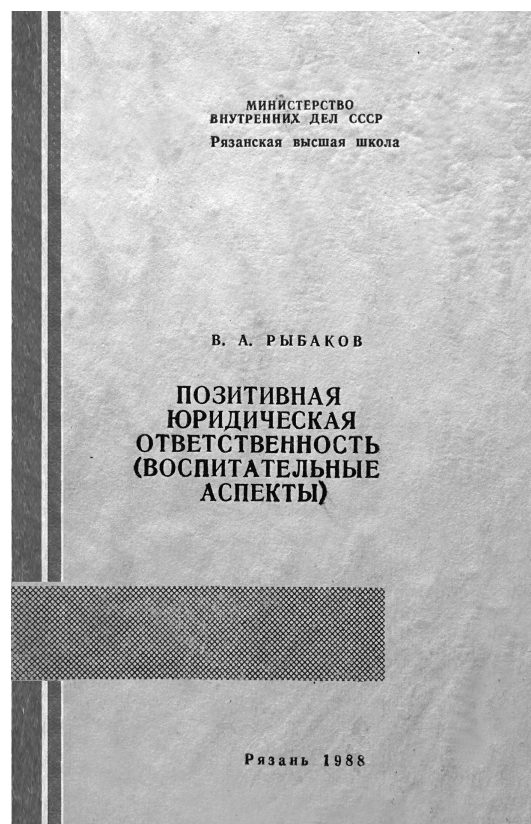 МИНИСТЕРСТВО
ВНУТРЕННИХ ДЕЛ СССР
Рязанская высшая школа
В. А. РЫБАКОВ
ПОЗИТИВНАЯ
ЮРИДИЧЕСКАЯ
ОТВЕТСТВЕННОСТЬ
(ВОСПИТАТЕЛЬНЫЕ
АСПЕКТЫ)
Рязань 1988